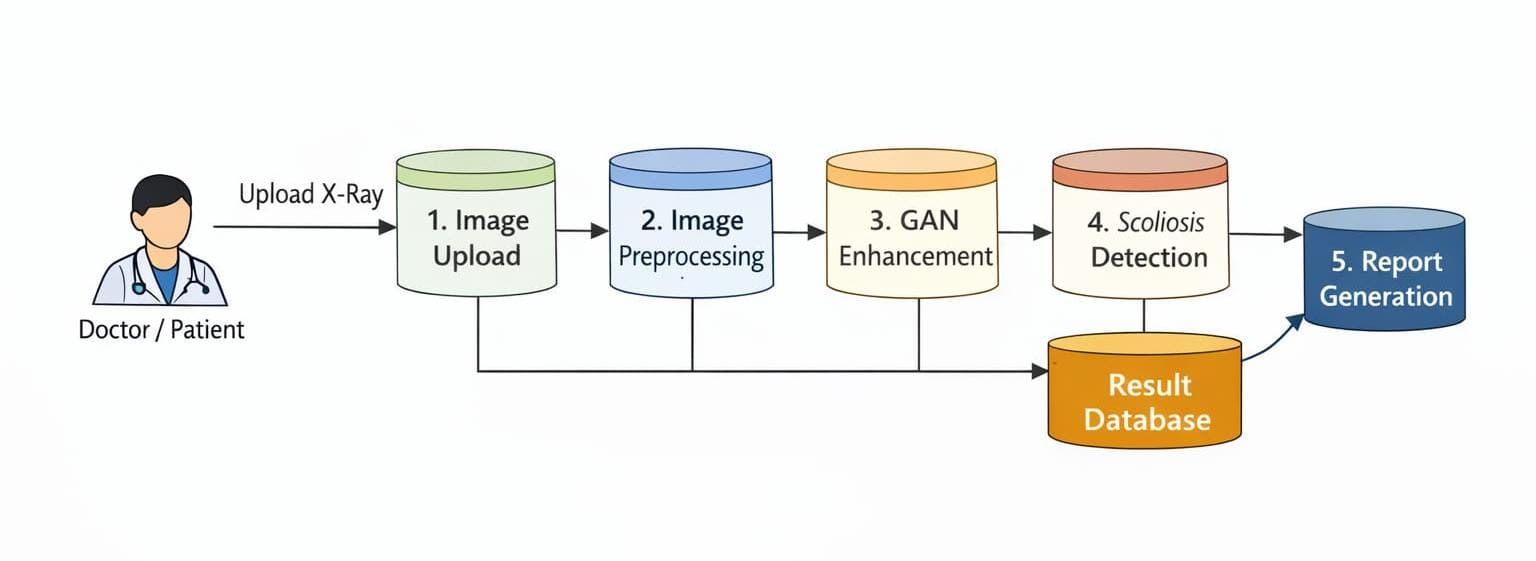 Upload X-Ray
Doctor / Patient
1. Image
Upload
2. Image
Preprocessing
3. GAN
Enhancement
4. Scoliosis
Detection
5. Report
Generation
Result
Database